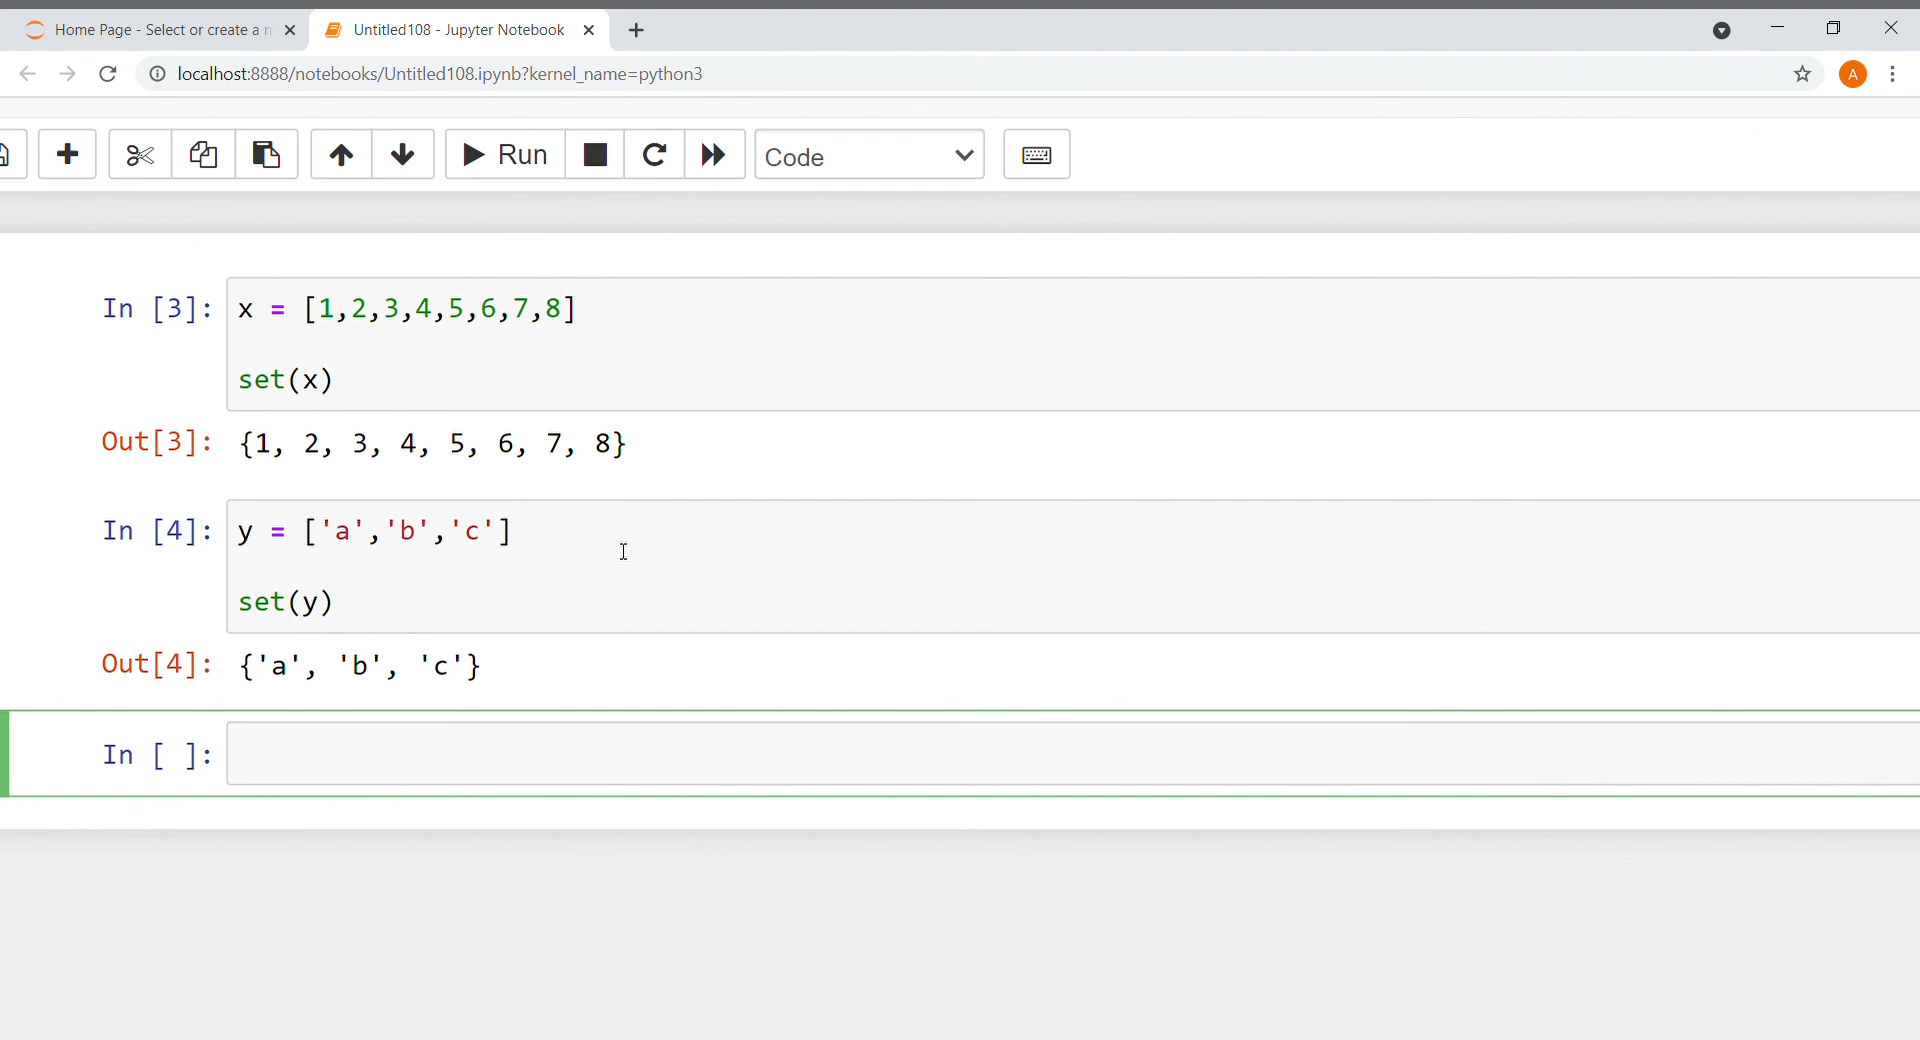 Home Page - Select or create a n
Untitled108 - Jupyter Notebook
A
localhost:8888/notebooks/Untitled108.ipynb?kernel_name=python3
Run
Code
In [3]: x = [1,2,3,4,5,6,7,8]
set(x)
Out[3]: {1, 2, 3, 4, 5, 6, 7, 8}
In [4]: y = ['a','b','c']
set(y)
Out[4]: {'a', 'b', 'c'}
In [ ]: